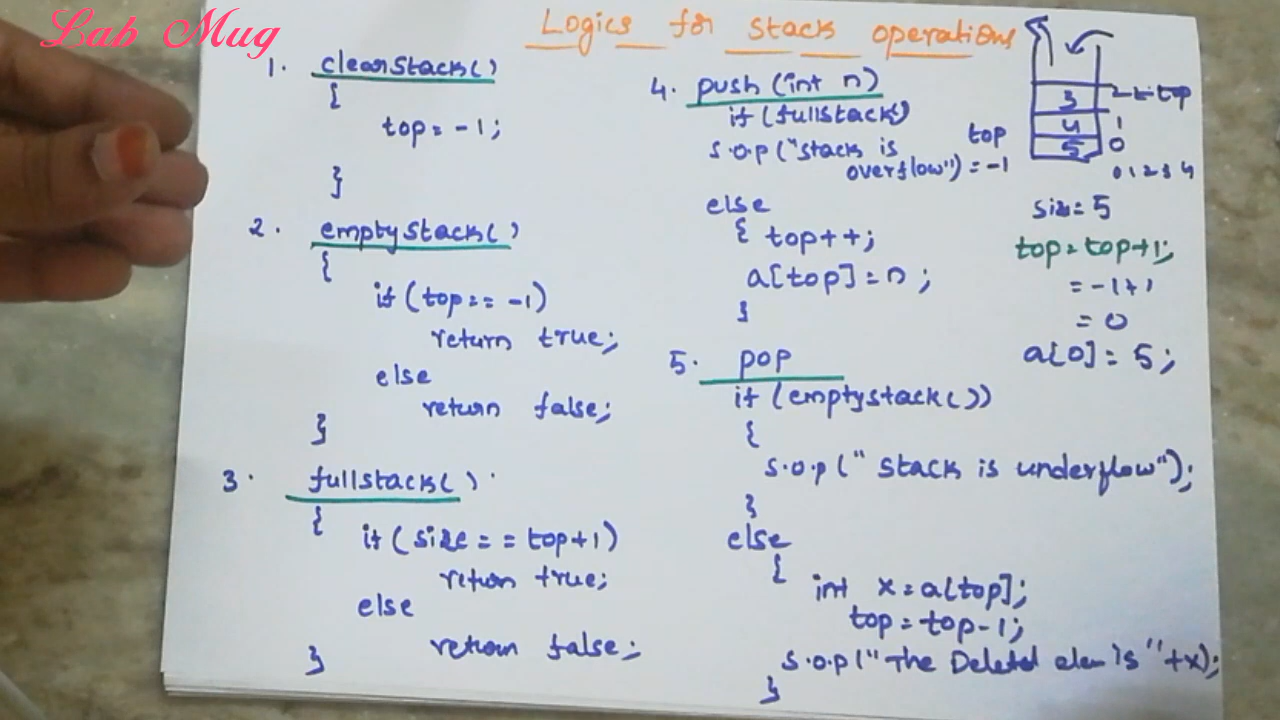 Lab Mug
Logics for stack operations
1. clearstack()
{
top = -1;
}
2. emptystack()
{
if (top == -1)
return true;
else
return false;
}
3. fullstack()
{
if (size == top+1)
return true;
else
return false;
}
4. push (int n)
if (fullstack)
s.o.p ("stack is
overflow")
else
{ top++;
a[top] = n;
}
5. pop
if (emptystack())
{
s.o.p (" stack is underflow");
}
else
{
int x = a[top];
top = top-1;
s.o.p ("The Deleted elem is "+x);
}
3 2 ← top
4 1
5 0
top
= -1
0 1 2 3 4
size = 5
top = top+1;
= -1+1
= 0
a[0] = 5;